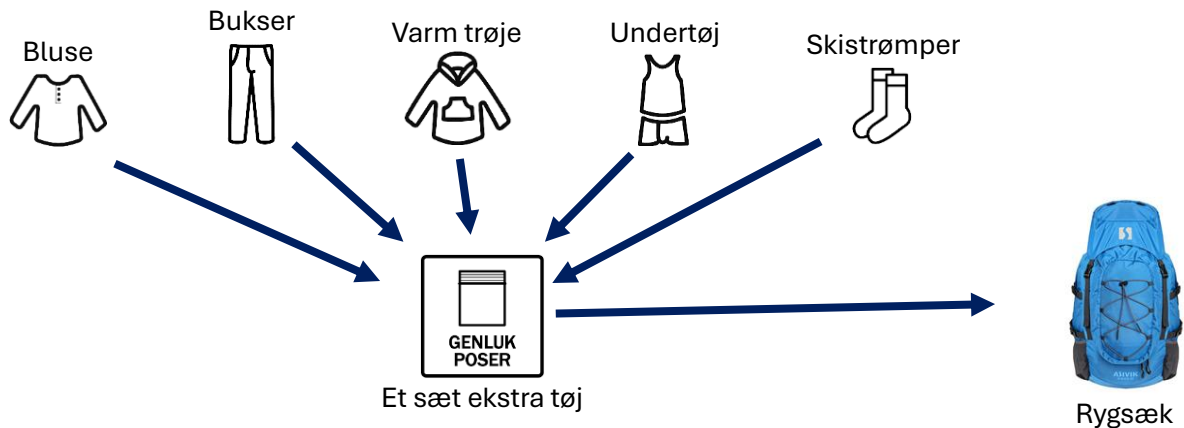 Bluse
Bukser
Varm trøje
Undertøj
Skistrømper
GENLUK
POSER
Et sæt ekstra tøj
Rygsæk